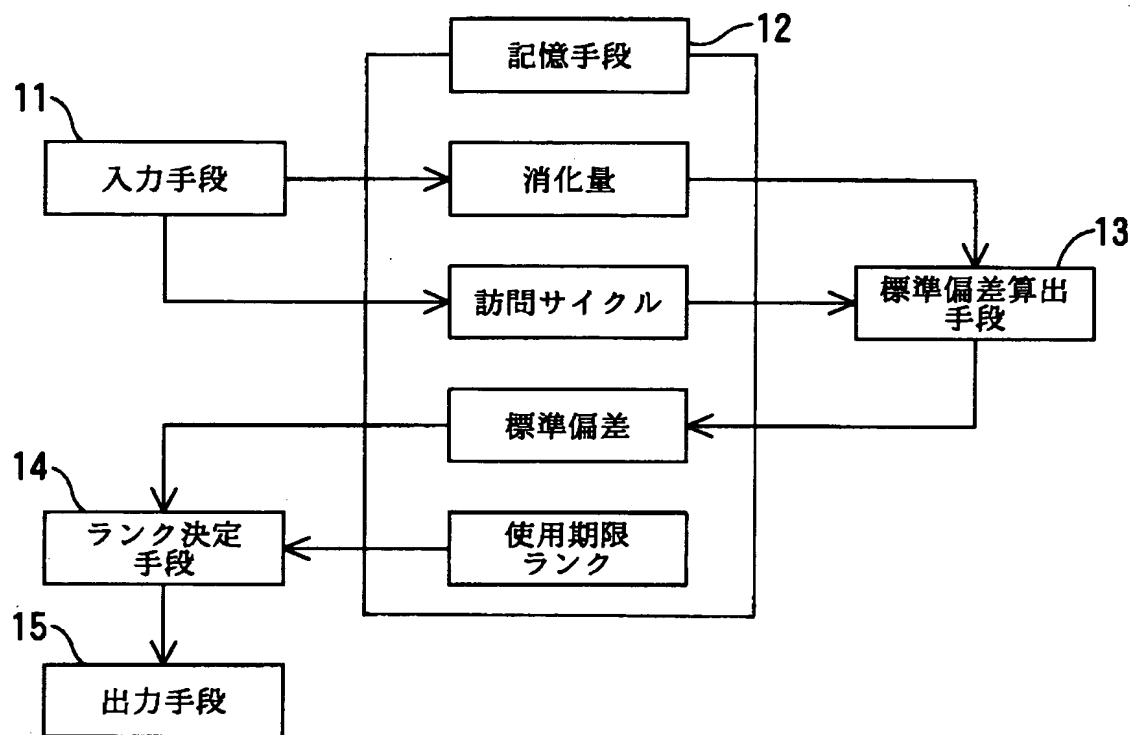 12
記憶手段
11
入力手段
消化量
13
訪問サイクル
標準偏差算出
手段
標準偏差
14
ランク決定
手段
使用期限
ランク
15
出力手段